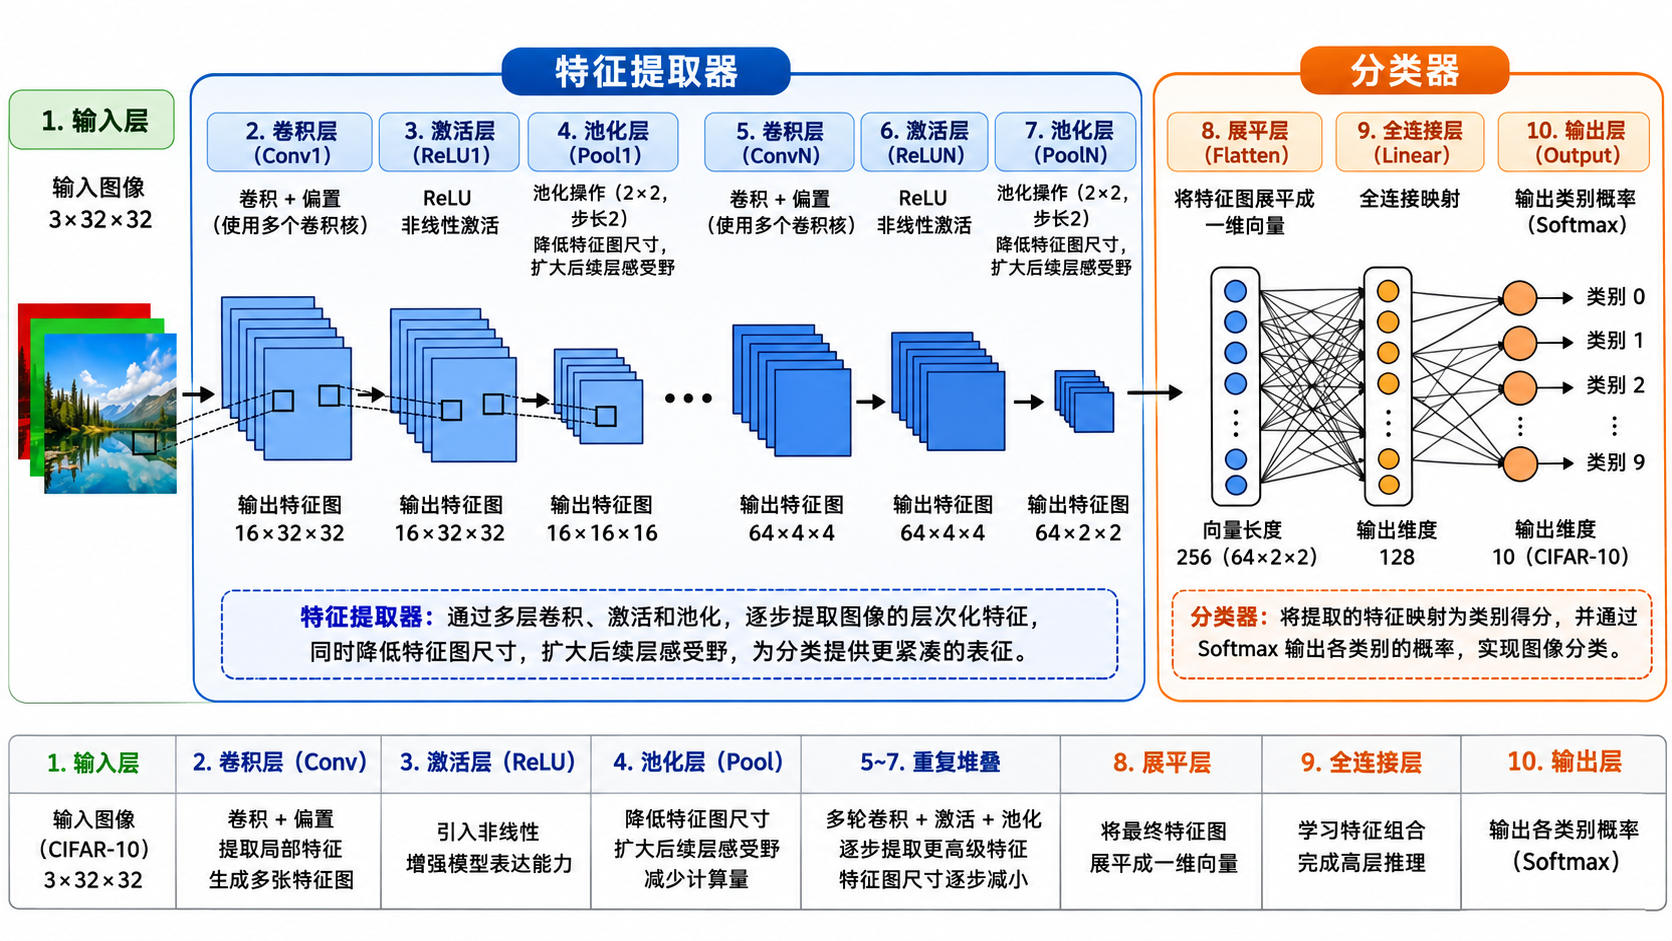 特征提取器
分类器
1. 输入层
输入图像
3×32×32
2. 卷积层
（Conv1）
卷积 + 偏置
（使用多个卷积核）
输出特征图
16×32×32
3. 激活层
（ReLU1）
ReLU
非线性激活
输出特征图
16×32×32
4. 池化层
（Pool1）
池化操作（2×2，
步长2）
降低特征图尺寸，
扩大后续层感受野
输出特征图
16×16×16
•••
5. 卷积层
（ConvN）
卷积 + 偏置
（使用多个卷积核）
输出特征图
64×4×4
6. 激活层
（ReLUN）
ReLU
非线性激活
输出特征图
64×4×4
7. 池化层
（PoolN）
池化操作（2×2，
步长2）
降低特征图尺寸，
扩大后续层感受野
输出特征图
64×2×2
特征提取器：通过多层卷积、激活和池化，逐步提取图像的层次化特征，
同时降低特征图尺寸，扩大后续层感受野，为分类提供更紧凑的表征。
8. 展平层
（Flatten）
将特征图展平成
一维向量
向量长度
256（64×2×2）
9. 全连接层
（Linear）
全连接映射
输出维度
128
10. 输出层
（Output）
输出类别概率
（Softmax）
类别 0
类别 1
类别 2
类别 9
输出维度
10（CIFAR-10）
分类器：将提取的特征映射为类别得分，并通过
Softmax 输出各类别的概率，实现图像分类。
1. 输入层
输入图像
（CIFAR-10）
3×32×32
2. 卷积层（Conv）
卷积 + 偏置
提取局部特征
生成多张特征图
3. 激活层（ReLU）
引入非线性
增强模型表达能力
4. 池化层（Pool）
降低特征图尺寸
扩大后续层感受野
减少计算量
5~7. 重复堆叠
多轮卷积 + 激活 + 池化
逐步提取更高级特征
特征图尺寸逐步减小
8. 展平层
将最终特征图
展平成一维向量
9. 全连接层
学习特征组合
完成高层推理
10. 输出层
输出各类别概率
（Softmax）